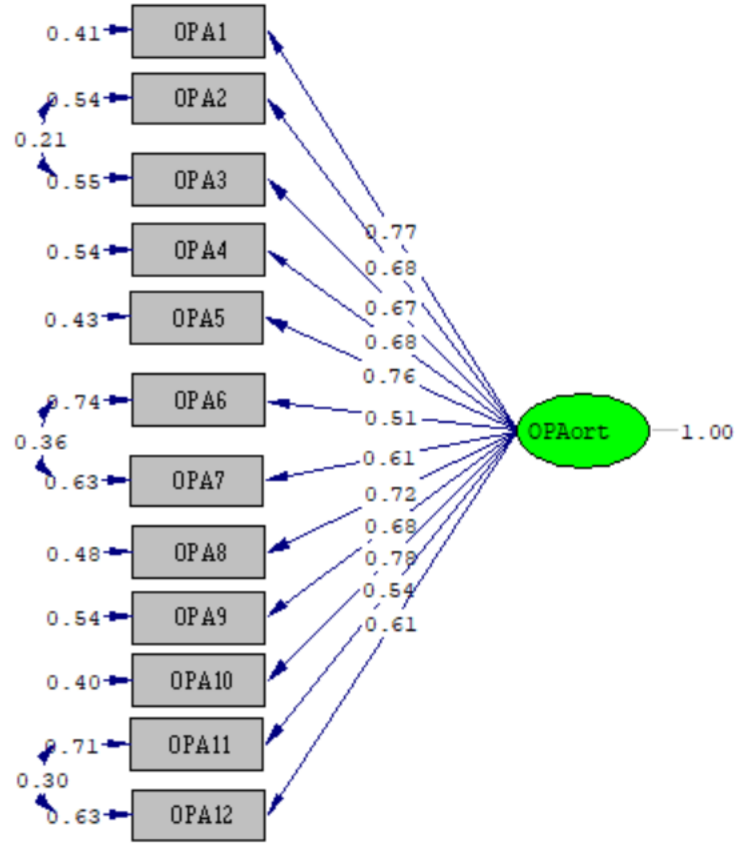 0.41 OPA1
0.54 OPA2
0.21
0.55 OPA3
0.77
0.54 OPA4
0.68
0.67
0.43 OPA5
0.68
0.76
0.74 OPA6
0.51
OPAort 1.00
0.36
0.61
0.63 OPA7
0.72
0.68
0.48 OPA8
0.78
0.54
0.54 OPA9
0.61
0.40 OPA10
0.71 OPA11
0.30
0.63 OPA12